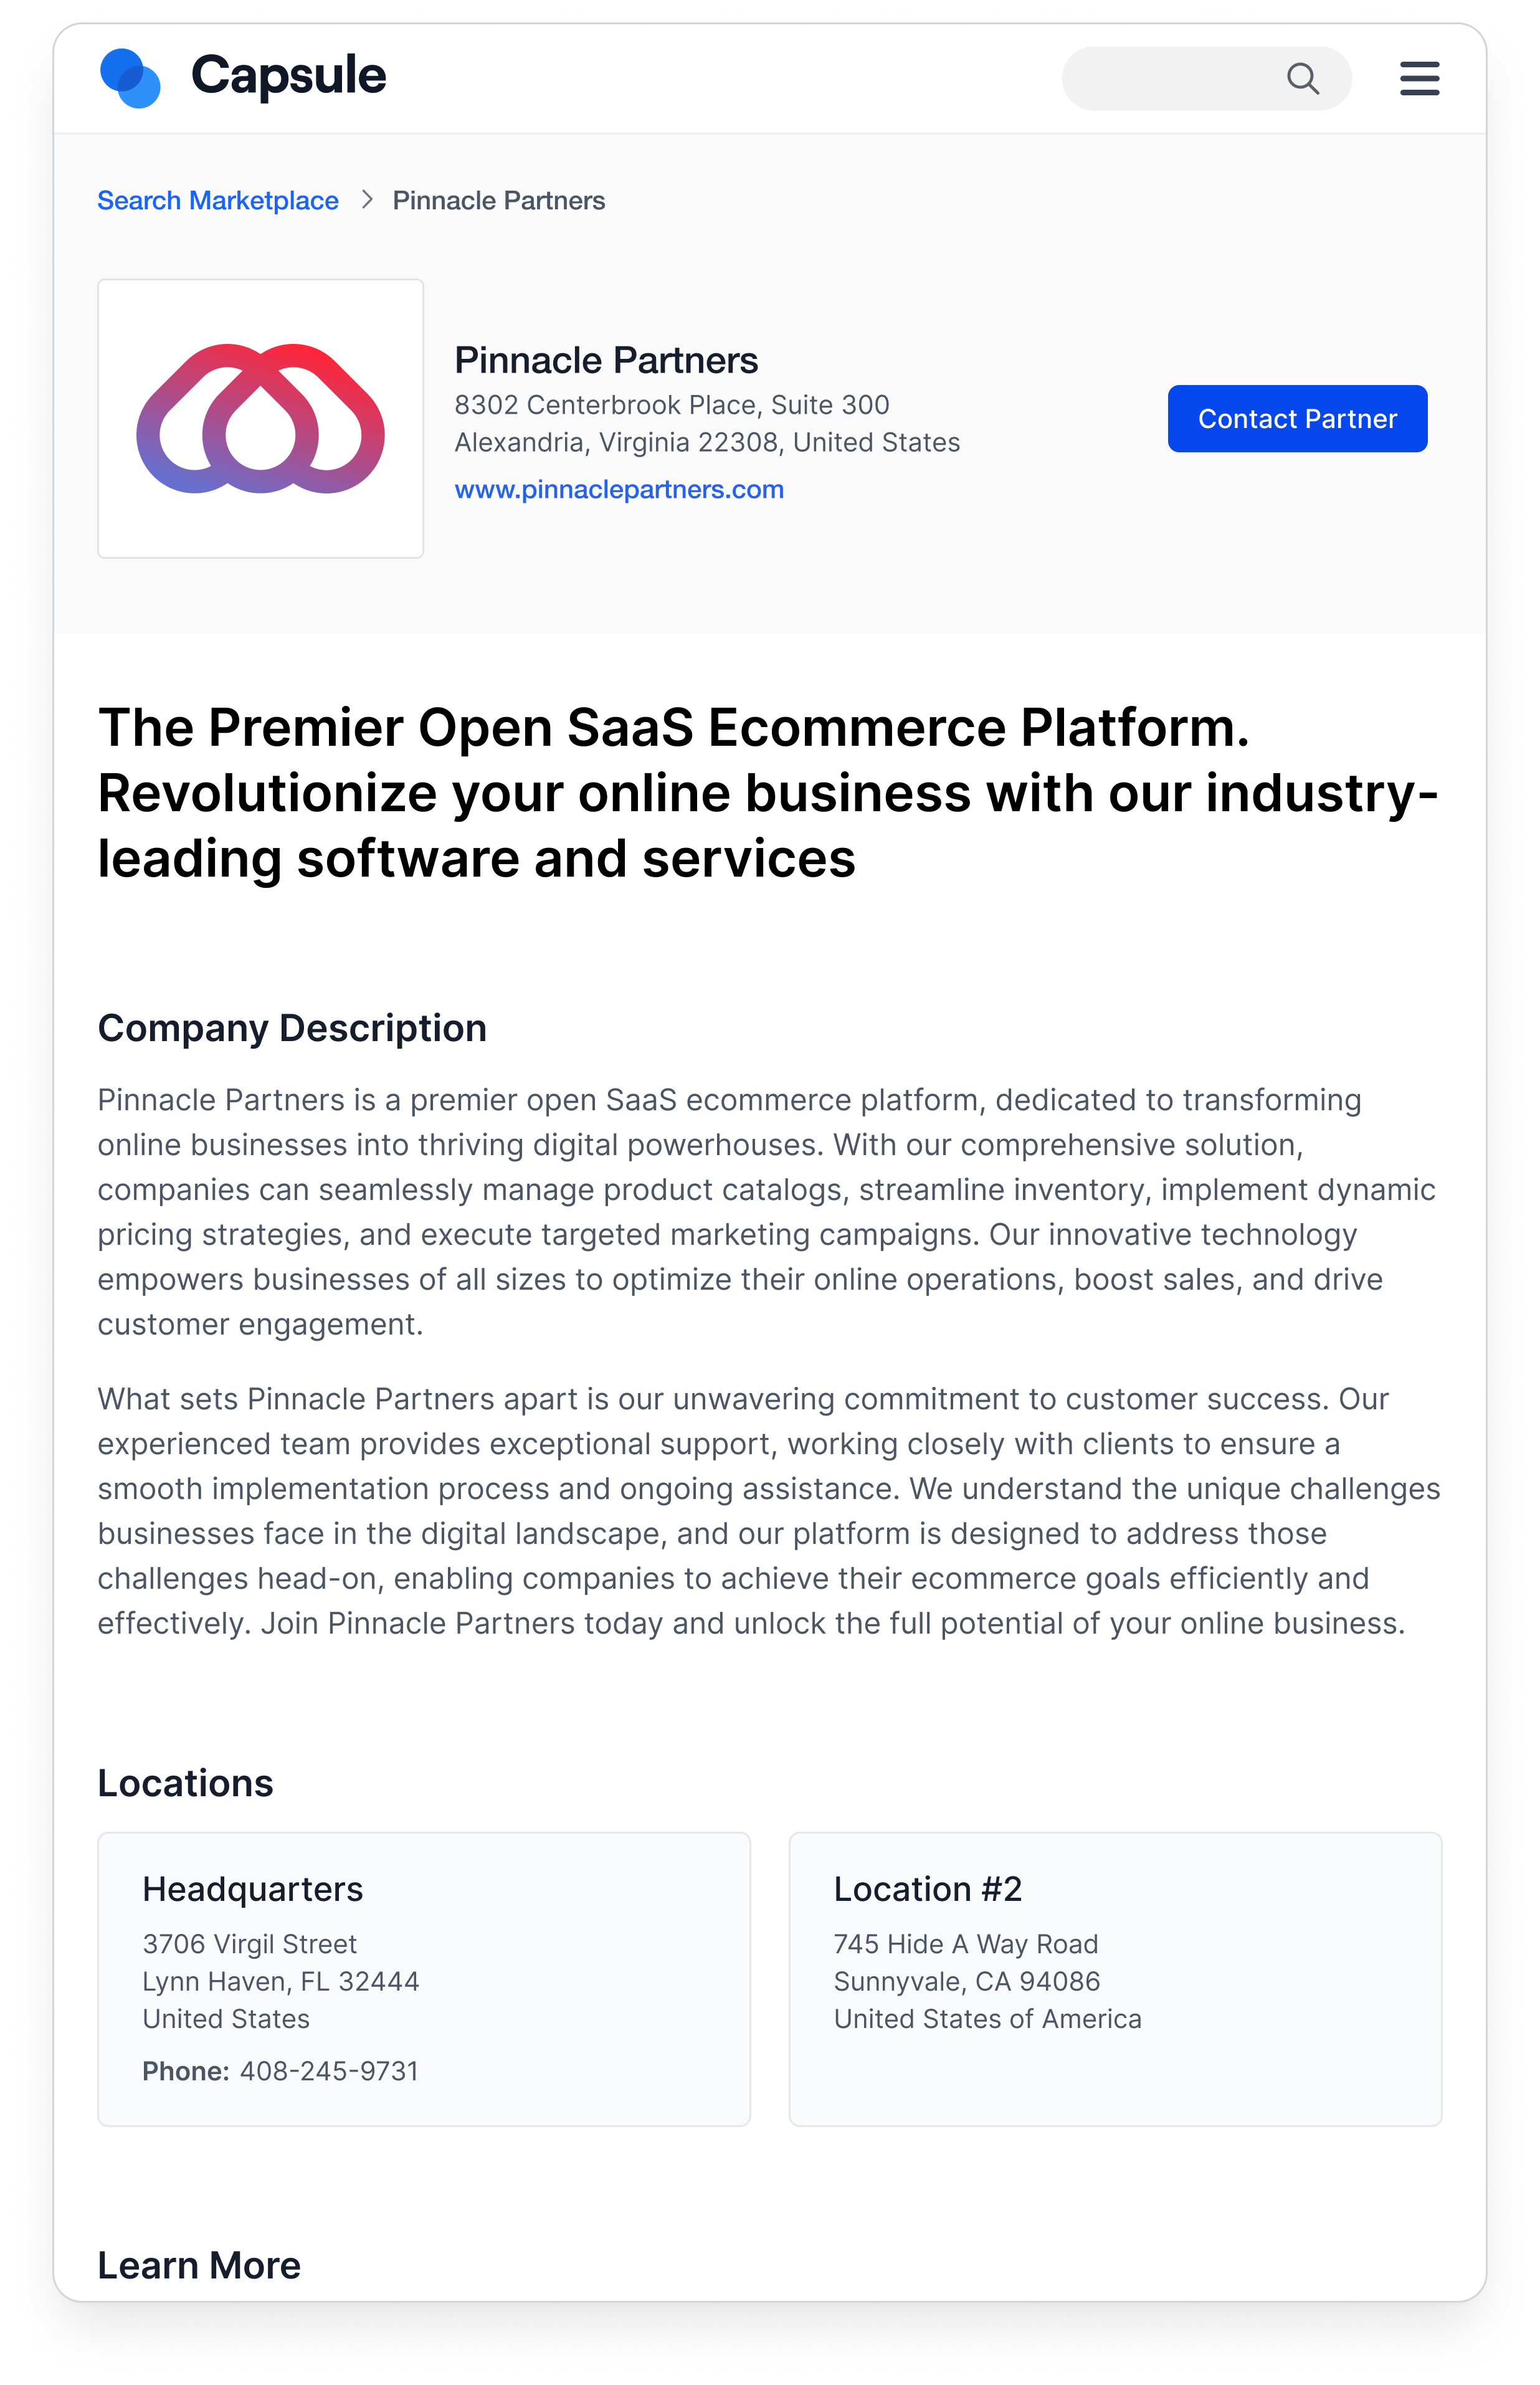 Capsule
Search Marketplace > Pinnacle Partners
Pinnacle Partners
8302 Centerbrook Place, Suite 300
Alexandria, Virginia 22308, United States
www.pinnaclepartners.com
Contact Partner
The Premier Open SaaS Ecommerce Platform.
Revolutionize your online business with our industry-
leading software and services
Company Description
Pinnacle Partners is a premier open SaaS ecommerce platform, dedicated to transforming
online businesses into thriving digital powerhouses. With our comprehensive solution,
companies can seamlessly manage product catalogs, streamline inventory, implement dynamic
pricing strategies, and execute targeted marketing campaigns. Our innovative technology
empowers businesses of all sizes to optimize their online operations, boost sales, and drive
customer engagement.
What sets Pinnacle Partners apart is our unwavering commitment to customer success. Our
experienced team provides exceptional support, working closely with clients to ensure a
smooth implementation process and ongoing assistance. We understand the unique challenges
businesses face in the digital landscape, and our platform is designed to address those
challenges head-on, enabling companies to achieve their ecommerce goals efficiently and
effectively. Join Pinnacle Partners today and unlock the full potential of your online business.
Locations
Headquarters
3706 Virgil Street
Lynn Haven, FL 32444
United States
Phone: 408-245-9731
Location #2
745 Hide A Way Road
Sunnyvale, CA 94086
United States of America
Learn More